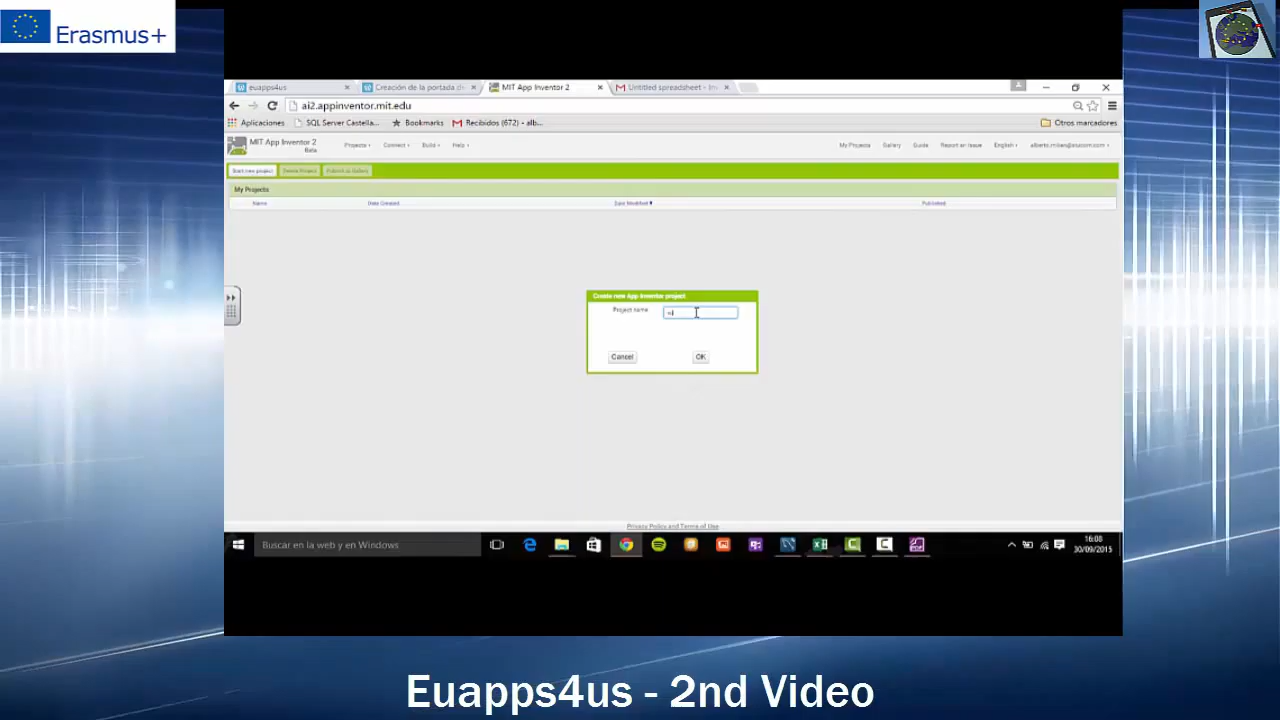 Erasmus+
euapps4us
Creación de la portada d
MIT App Inventor 2
Untitled spreadsheet - In
ai2.appinventor.mit.edu
Aplicaciones
SQL Server Castella...
Bookmarks
Recibidos (672) - alb...
Otros marcadores
MIT App Inventor 2
Beta
Projects
Connect
Build
Help
My Projects
Gallery
Guide
Report an Issue
English
Start new project
Delete Project
Publish to Gallery
My Projects
Name
Date Created
Date Modified
Published
Create new App Inventor project
Project name
Cancel
OK
Privacy Policy and Terms of Use
Buscar en la web y en Windows
16:08
30/09/2015
Euapps4us - 2nd Video